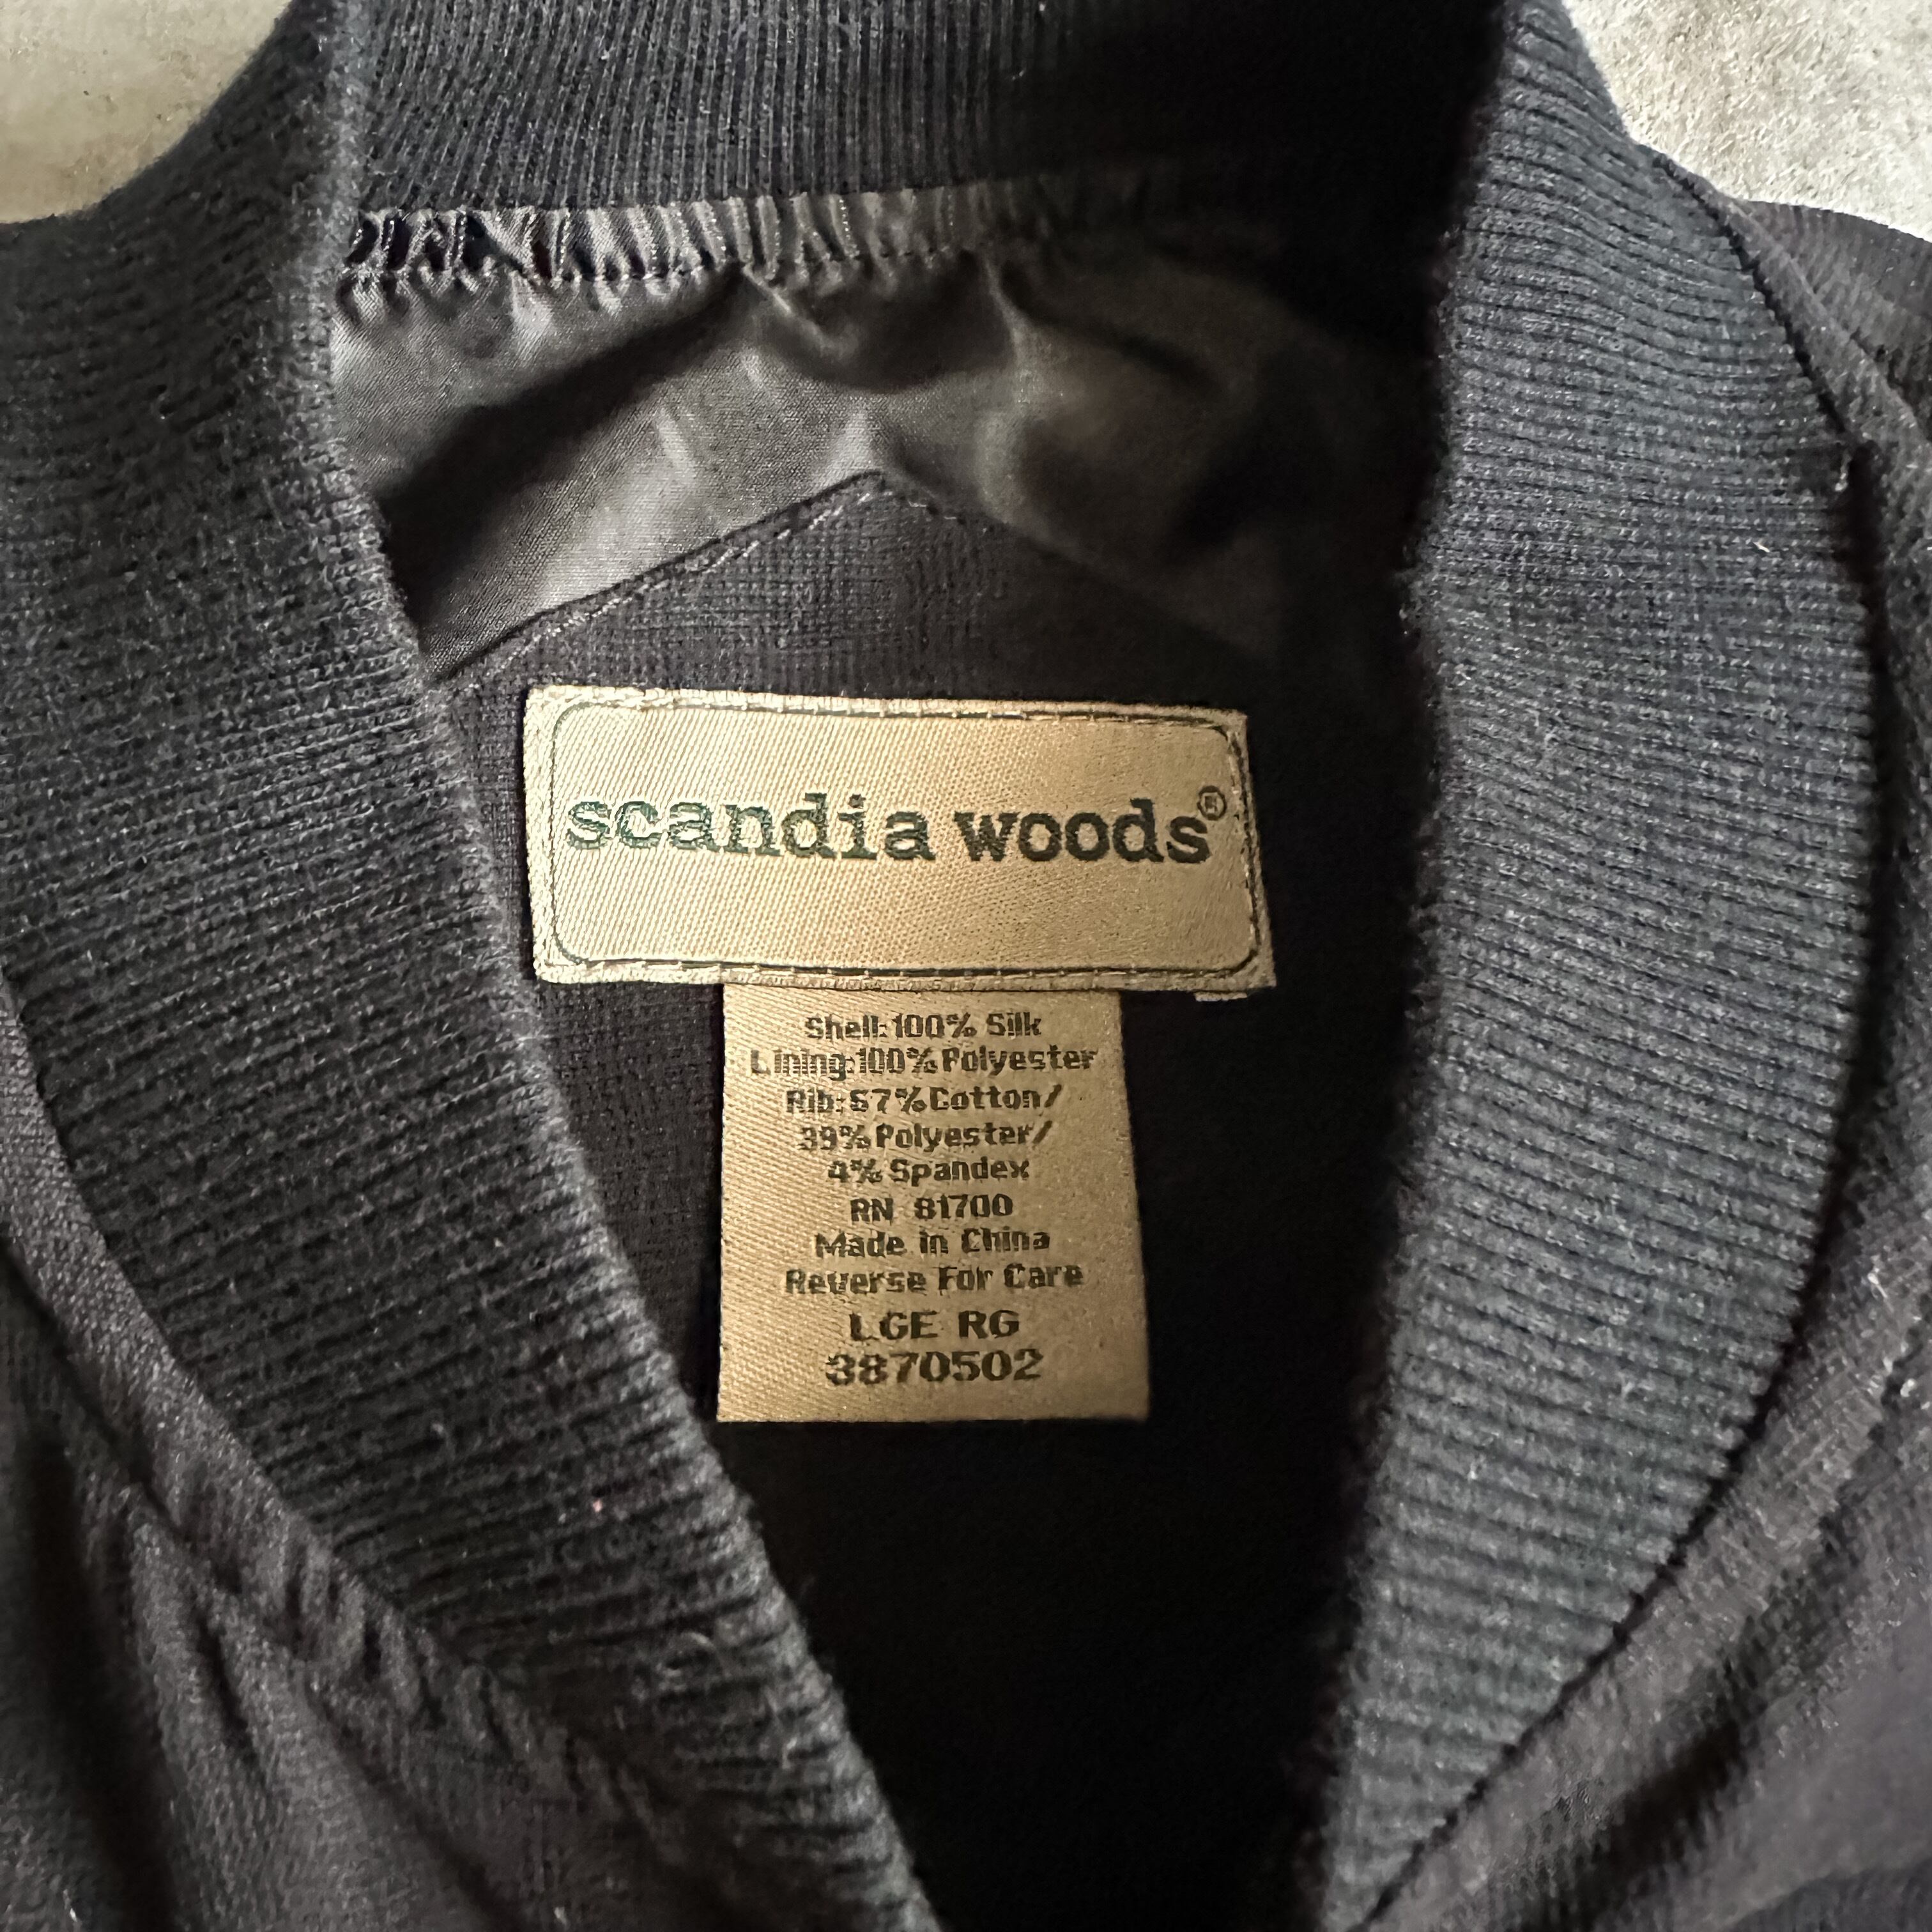 scandia woods®
Shell:100% Silk
Lining:100%Polyester
Rib:57%Cotton/
39%Polyester/
4% Spandex
RN 81700
Made in China
Reverse For Care
LGE RG
3870502